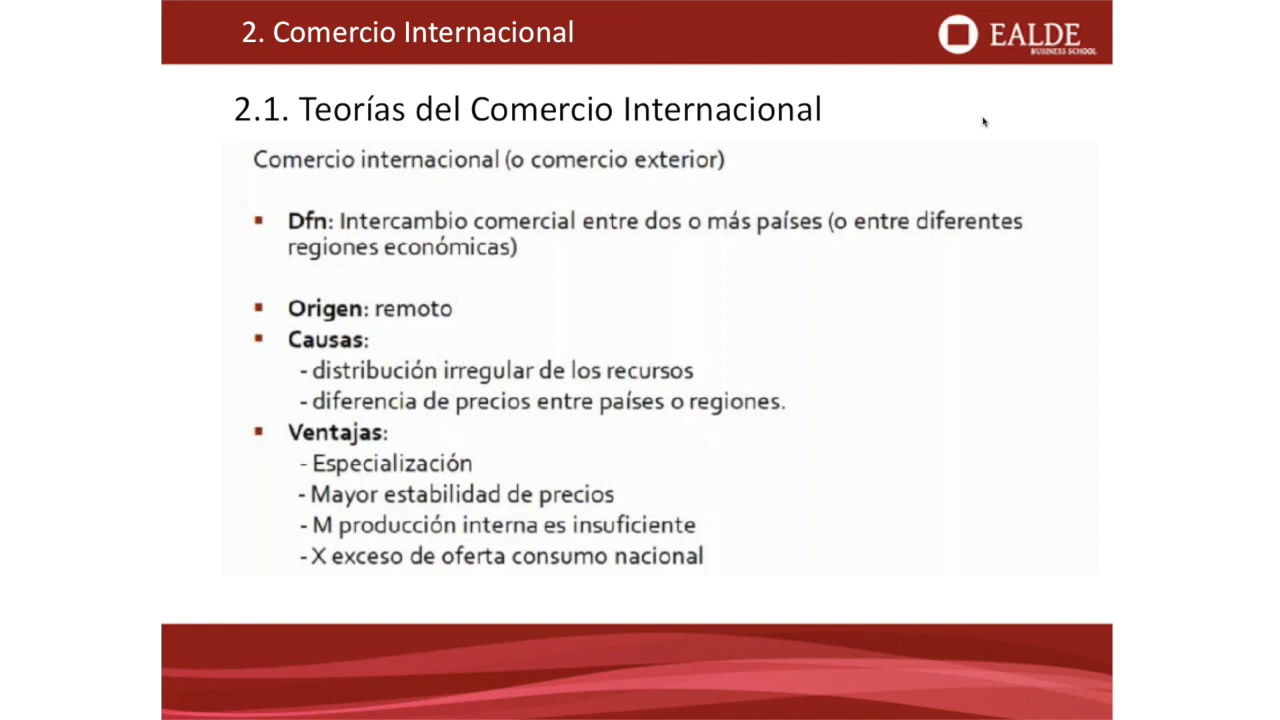 2. Comercio Internacional
EALDE
BUSINESS SCHOOL
2.1. Teorías del Comercio Internacional
Comercio internacional (o comercio exterior)
▪ Dfn: Intercambio comercial entre dos o más países (o entre diferentes
regiones económicas)
▪ Origen: remoto
▪ Causas:
- distribución irregular de los recursos
- diferencia de precios entre países o regiones.
▪ Ventajas:
- Especialización
- Mayor estabilidad de precios
- M producción interna es insuficiente
- X exceso de oferta consumo nacional